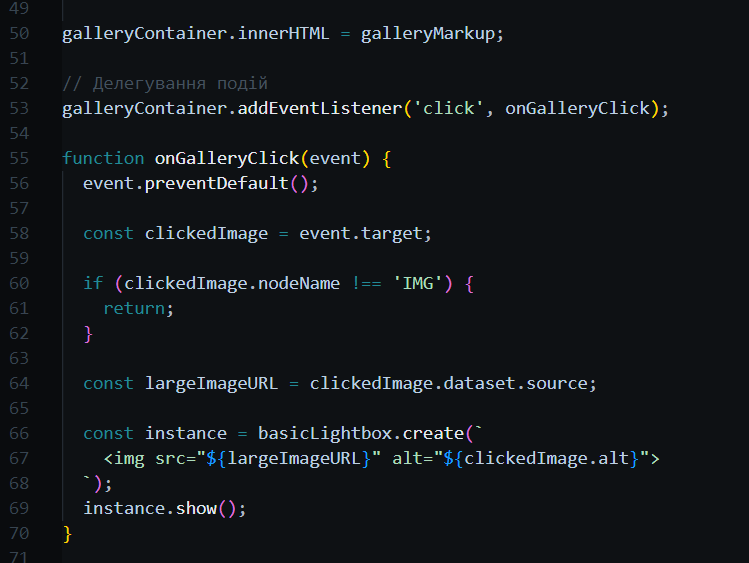 49
50 galleryContainer.innerHTML = galleryMarkup;
51
52 // Делегування подій
53 galleryContainer.addEventListener('click', onGalleryClick);
54
55 function onGalleryClick(event) {
56   event.preventDefault();
57
58   const clickedImage = event.target;
59
60   if (clickedImage.nodeName !== 'IMG') {
61     return;
62   }
63
64   const largeImageURL = clickedImage.dataset.source;
65
66   const instance = basicLightbox.create(`
67     <img src="${largeImageURL}" alt="${clickedImage.alt}">
68   `);
69   instance.show();
70 }
71